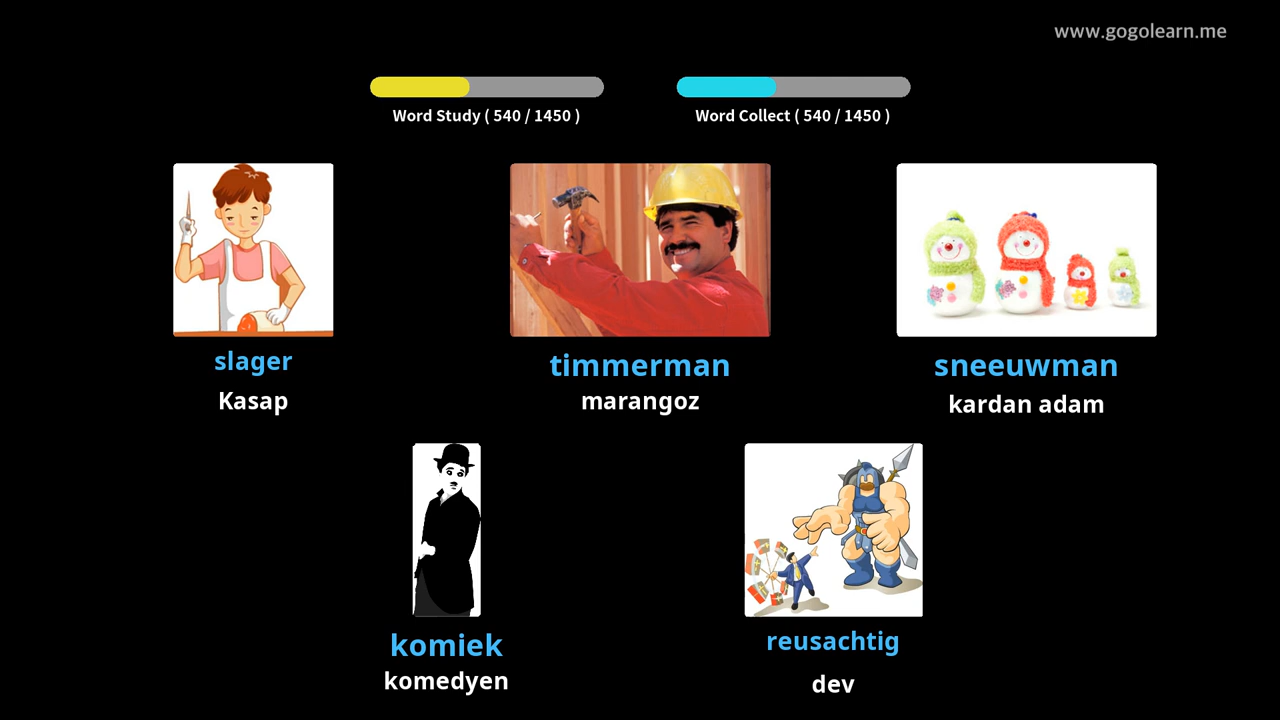 www.gogolearn.me
Word Study ( 540 / 1450 )
Word Collect ( 540 / 1450 )
slager
Kasap
timmerman
marangoz
sneeuwman
kardan adam
komiek
komedyen
reusachtig
dev